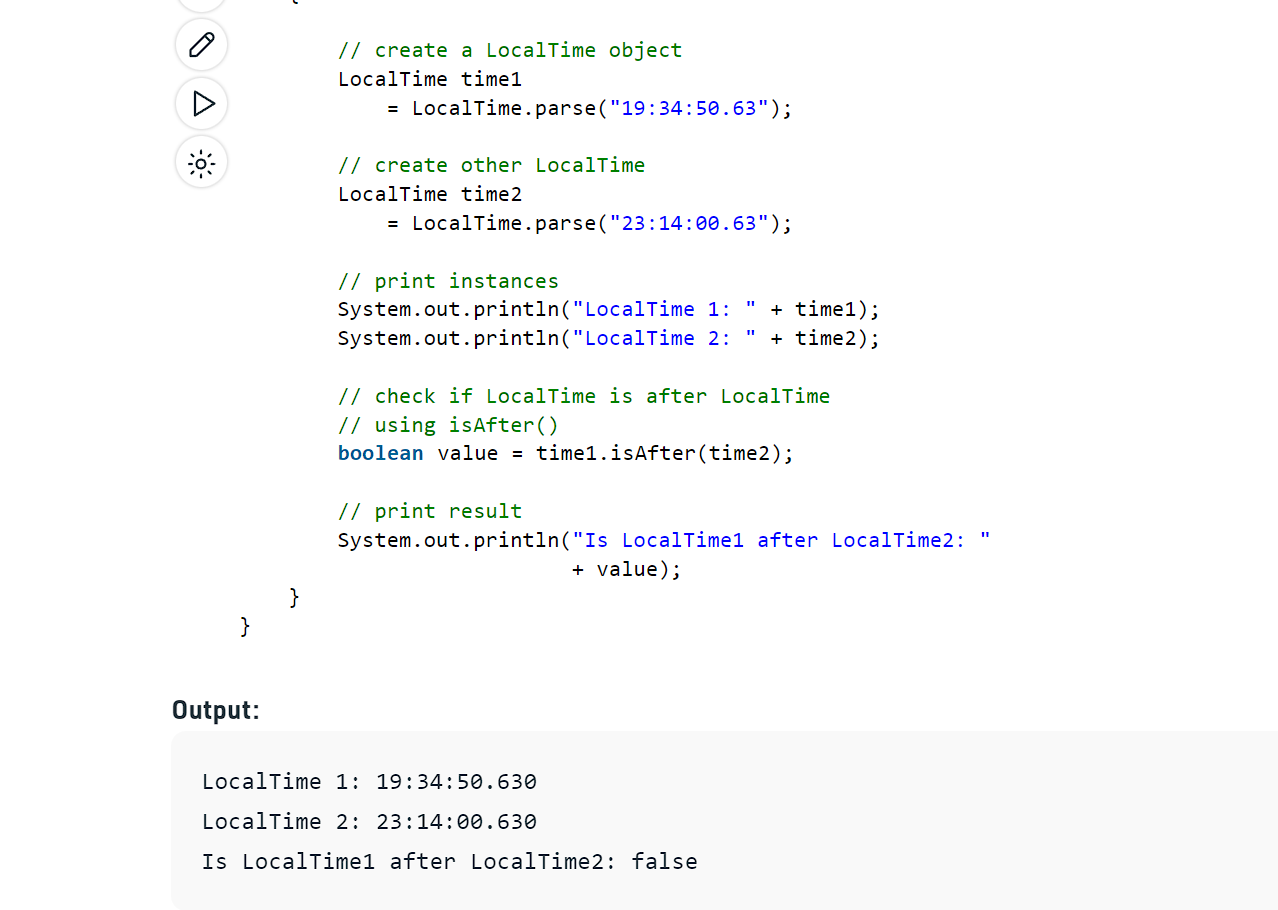 // create a LocalTime object
LocalTime time1
= LocalTime.parse("19:34:50.63");
// create other LocalTime
LocalTime time2
= LocalTime.parse("23:14:00.63");
// print instances
System.out.println("LocalTime 1: " + time1);
System.out.println("LocalTime 2: " + time2);
// check if LocalTime is after LocalTime
// using isAfter()
boolean value = time1.isAfter(time2);
// print result
System.out.println("Is LocalTime1 after LocalTime2: "
+ value);
}
}
Output:
LocalTime 1: 19:34:50.630
LocalTime 2: 23:14:00.630
Is LocalTime1 after LocalTime2: false